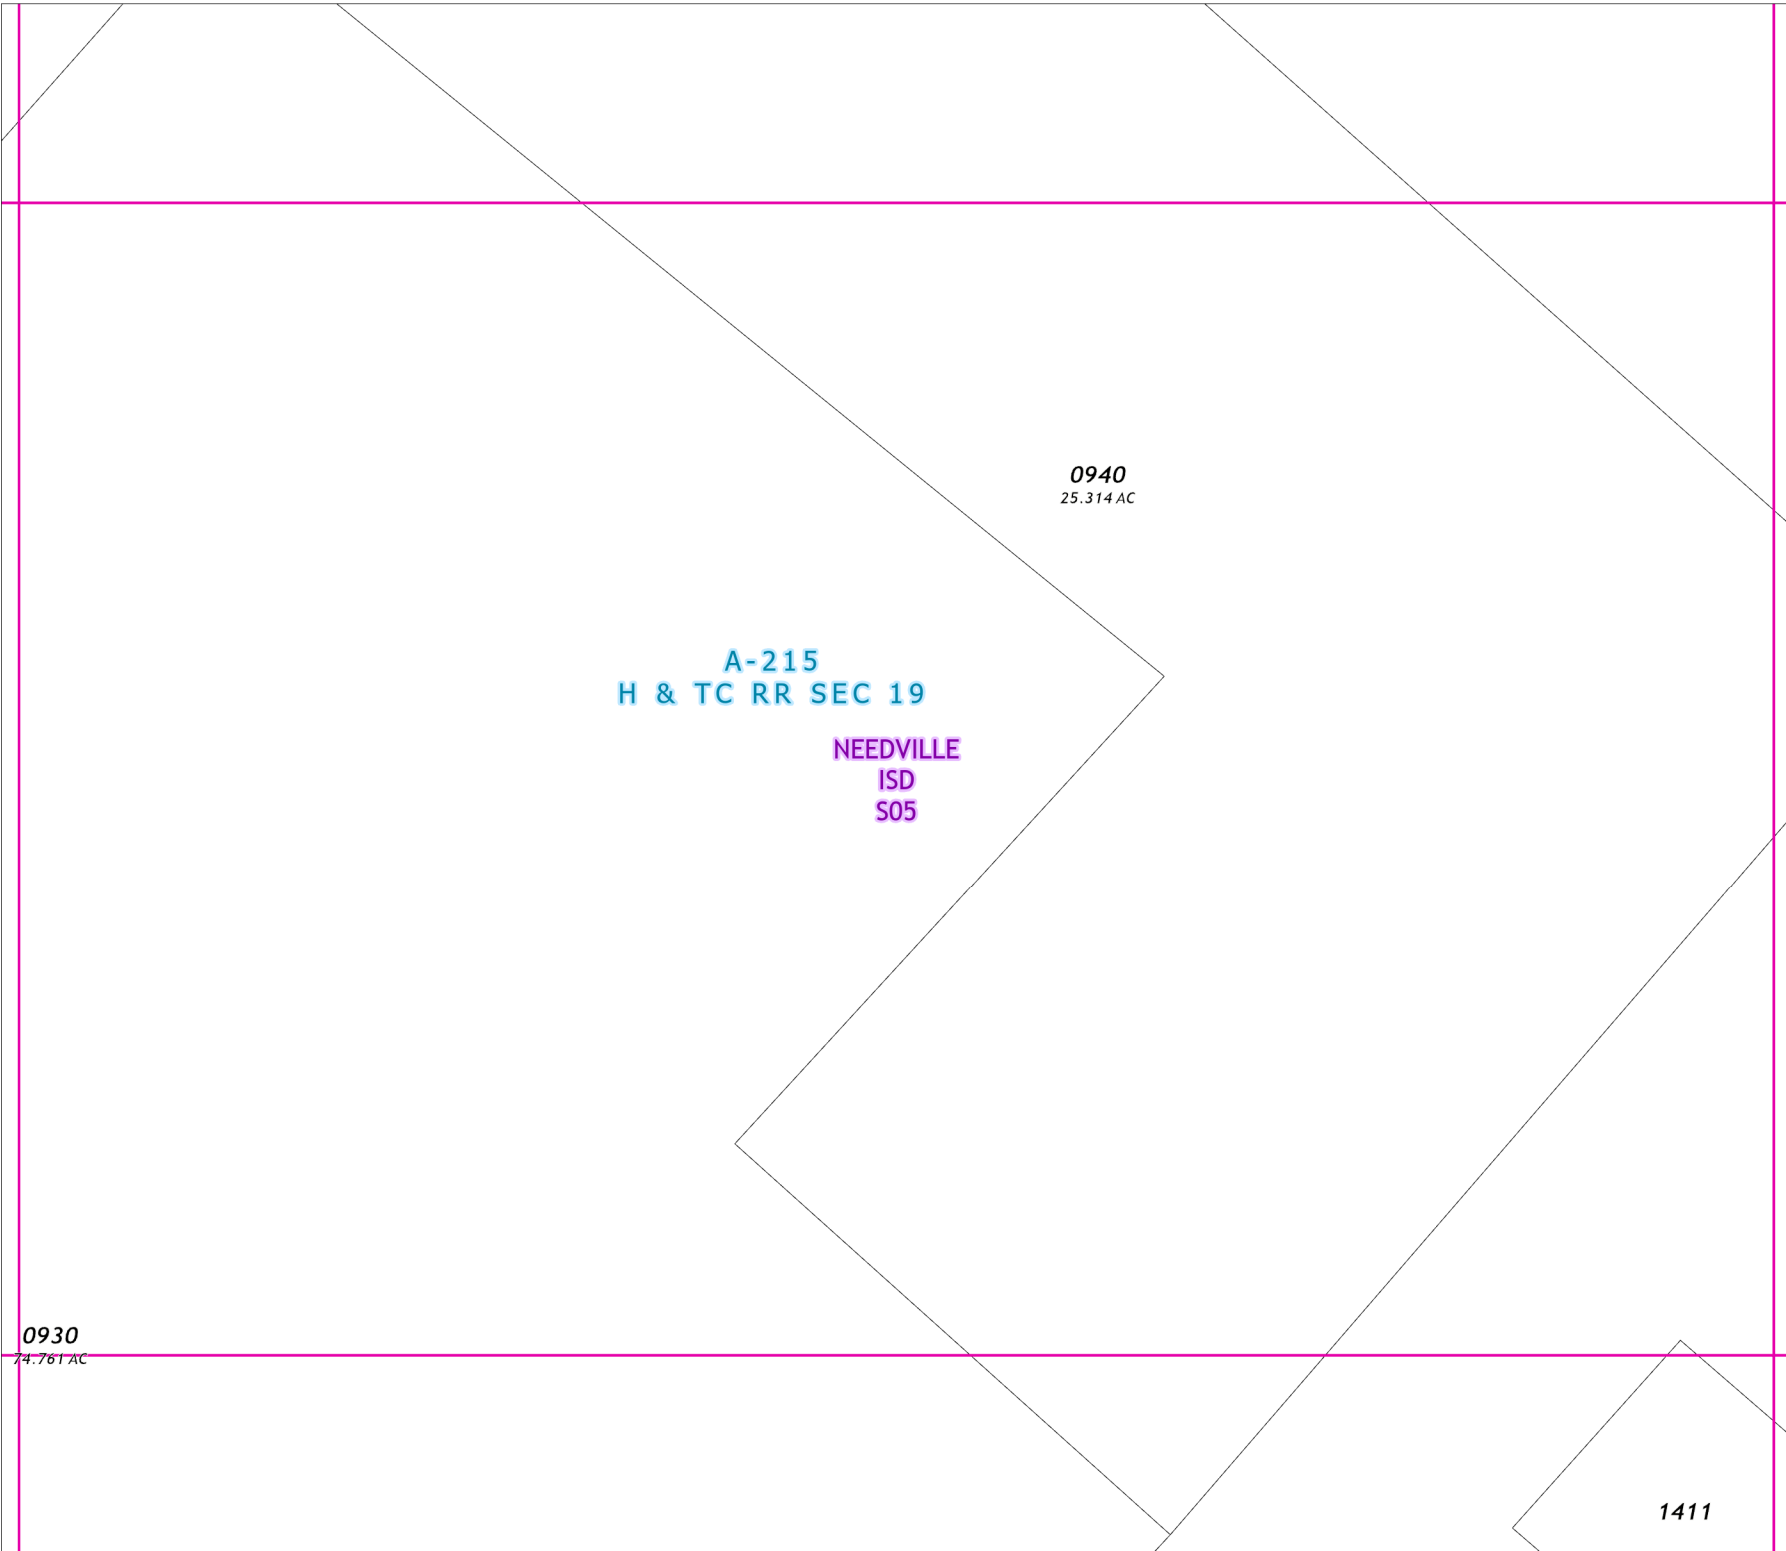 0940
25.314 AC
A-215
H & TC RR SEC 19
NEEDVILLE
ISD
S05
0930
74.761 AC
1411